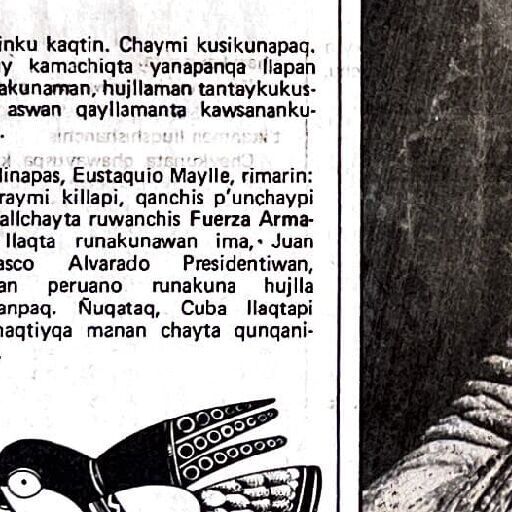 inku kaqtin. Chaymi kusikunapaq.
kamachiqta yanapanqa llapan
akunaman, hujllaman tantaykukus-
aswan qayllamanta kawsananku-
.
linapas, Eustaquio Maylle, rimarin:
raymi killapi, qanchis p'unchaypi
allchayta ruwanchis Fuerza Arma-
llaqta runakunawan ima, Juan
asco Alvarado Presidentiwan,
an peruano runakuna hujlla
anpaq. Ñuqataq, Cuba llaqtapi
naqtiyqa manan chayta qunqani-
.